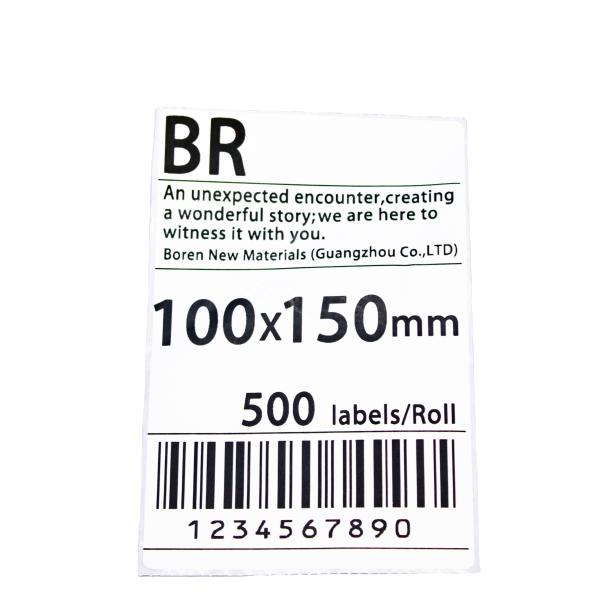 BR
An unexpected encounter,creating
a wonderful story;we are here to
witness it with you.
Boren New Materials (Guangzhou Co.,LTD)
100x150mm
500 labels/Roll
1234567890